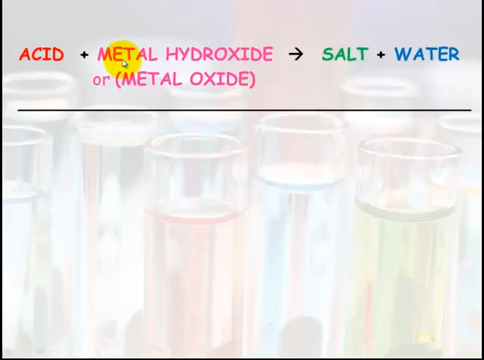 ACID + METAL HYDROXIDE → SALT + WATER
or (METAL OXIDE)